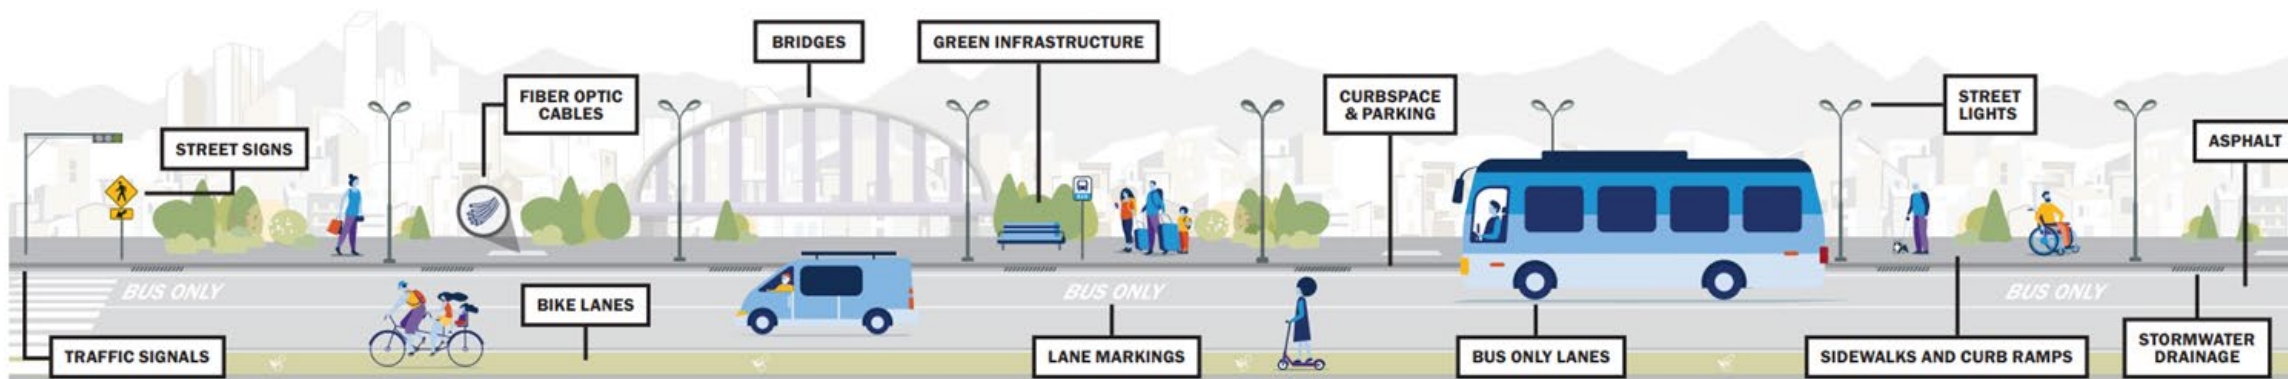 BRIDGES
GREEN INFRASTRUCTURE
FIBER OPTIC
CABLES
CURBSPACE
& PARKING
STREET
LIGHTS
STREET SIGNS
ASPHALT
BUS ONLY
BUS ONLY
BUS ONLY
BIKE LANES
TRAFFIC SIGNALS
LANE MARKINGS
BUS ONLY LANES
SIDEWALKS AND CURB RAMPS
STORMWATER
DRAINAGE